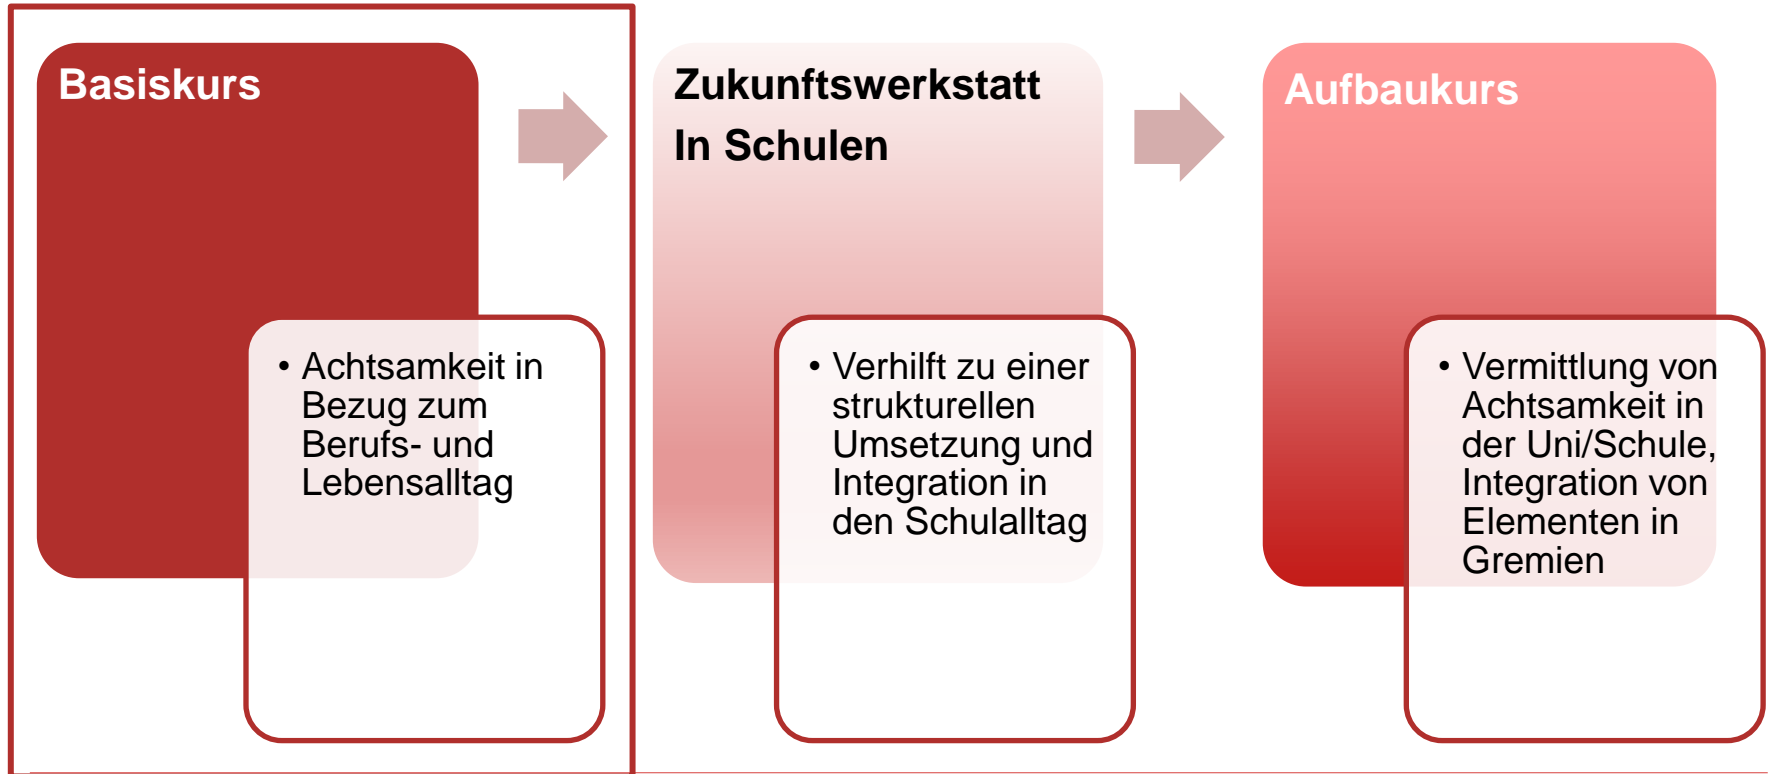 Basiskurs
• Achtsamkeit in
Bezug zum
Berufs- und
Lebensalltag
Zukunftswerkstatt
In Schulen
• Verhilft zu einer
strukturellen
Umsetzung und
Integration in
den Schulalltag
Aufbaukurs
• Vermittlung von
Achtsamkeit in
der Uni/Schule,
Integration von
Elementen in
Gremien